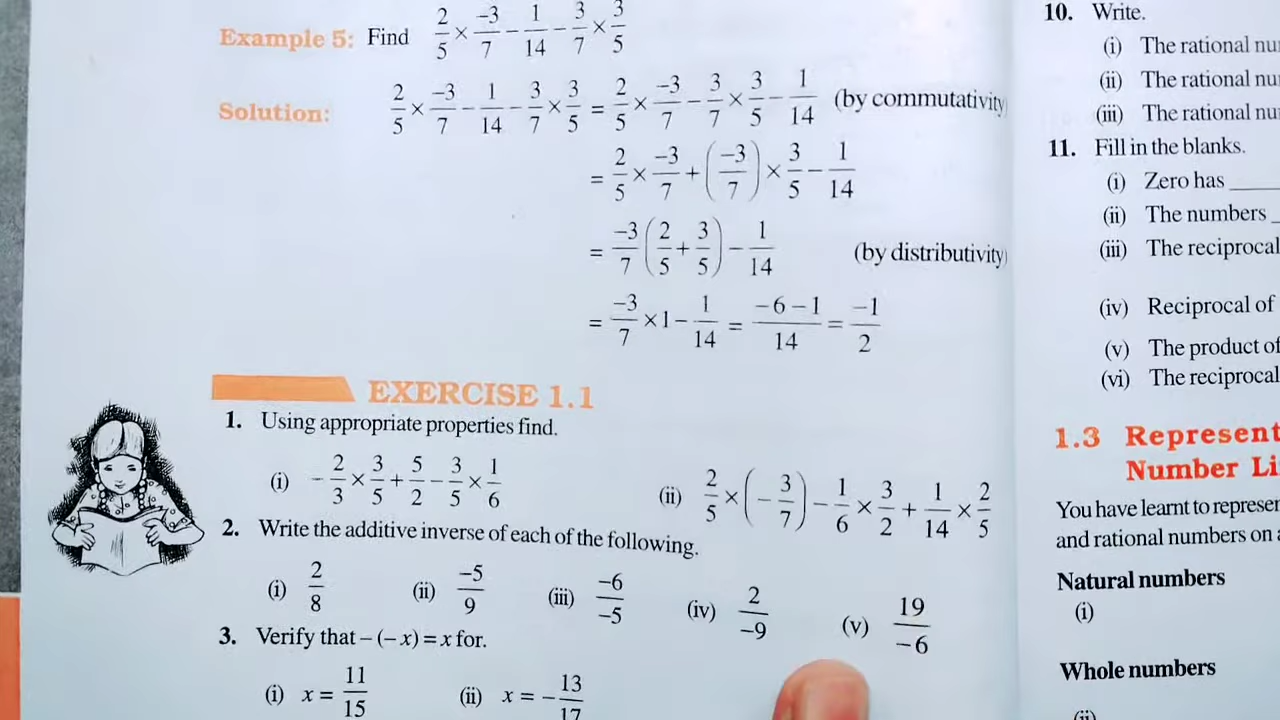 Example 5: Find 2/5 × -3/7 - 1/14 - 3/7 × 3/5
Solution: 2/5 × -3/7 - 1/14 - 3/7 × 3/5 = 2/5 × -3/7 - 3/7 × 3/5 - 1/14 (by commutativity)
= 2/5 × -3/7 + (-3/7) × 3/5 - 1/14
= -3/7 (2/5 + 3/5) - 1/14 (by distributivity)
= -3/7 × 1 - 1/14 = -6-1/14 = -1/2
EXERCISE 1.1
1. Using appropriate properties find.
(i) -2/3 × 3/5 + 5/2 - 3/5 × 1/6 (ii) 2/5 × (-3/7) - 1/6 × 3/2 + 1/14 × 2/5
2. Write the additive inverse of each of the following.
(i) 2/8 (ii) -5/9 (iii) -6/-5 (iv) 2/-9 (v) 19/-6
3. Verify that -(-x) = x for.
(i) x = 11/15 (ii) x = -13/17
10. Write.
(i) The rational
(ii) The rational
(iii) The rational
11. Fill in the blanks.
(i) Zero has ____
(ii) The numbers _
(iii) The reciprocal
(iv) Reciprocal of
(v) The product of
(vi) The reciprocal
1.3 Represent
Number
You have learnt to
and rational numbers on
Natural numbers
(i)
Whole numbers
(ii)